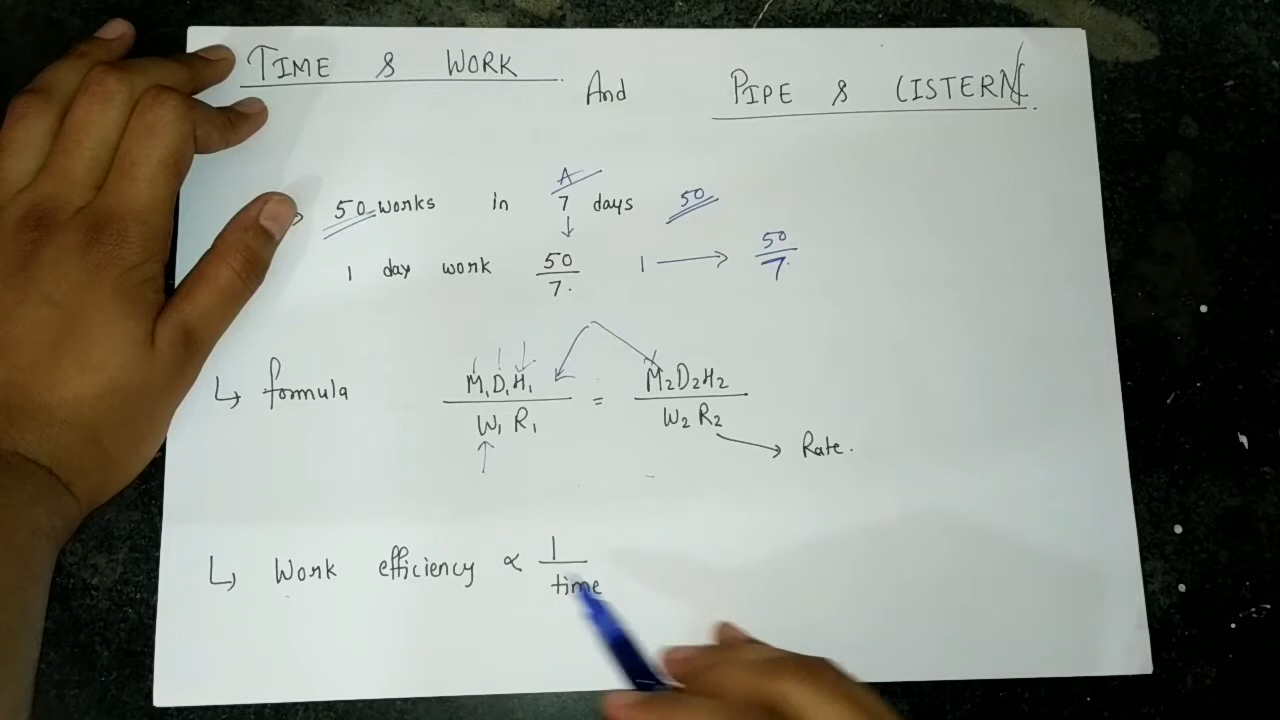 TIME & WORK And PIPE & CISTERN
A
50 works in 7 days 50
1 day work 50/7. 1 → 50/7.
↳ formula M₁D₁H₁/W₁R₁ = M₂D₂H₂/W₂R₂
→ Rate.
↳ Work efficiency ∝ 1/time